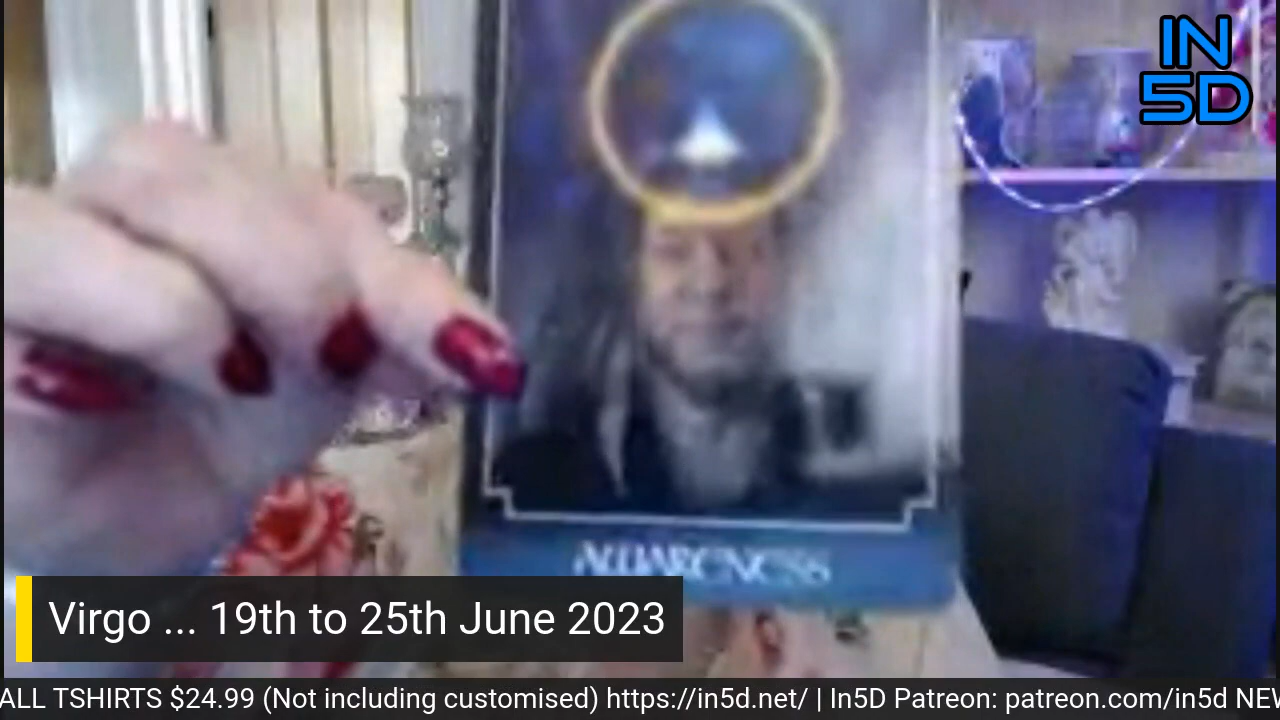 IN
5D
AWARENESS
Virgo ... 19th to 25th June 2023
ALL TSHIRTS $24.99 (Not including customised) https://in5d.net/ | In5D Patreon: patreon.com/in5d NEW